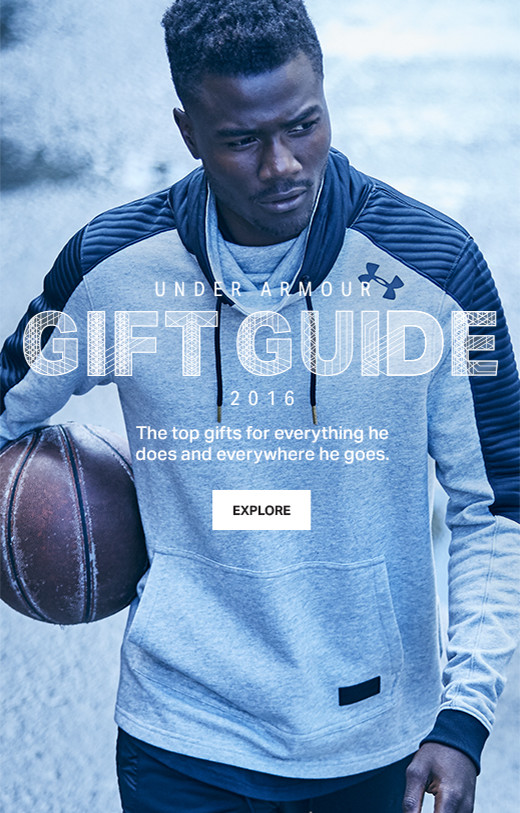 UNDER ARMOUR
GIFT GUIDE
2016
The top gifts for everything he
does and everywhere he goes.
EXPLORE